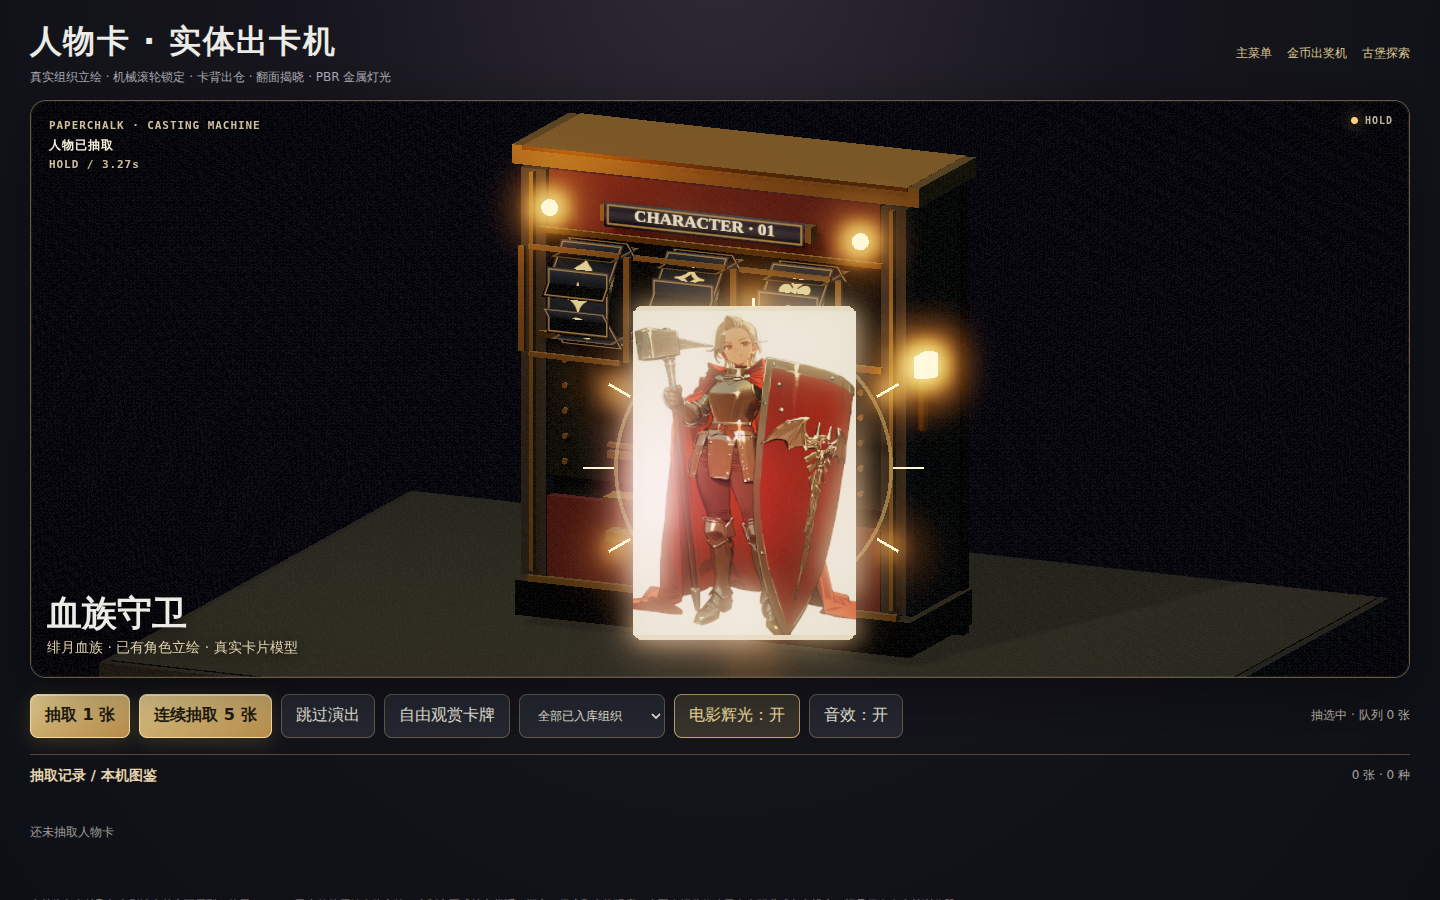 人物卡 · 实体出卡机
真实组织立绘 · 机械滚轮锁定 · 卡背出仓 · 翻面揭晓 · PBR 金属灯光
主菜单 金币出奖机 古堡探索
PAPERCHALK · CASTING MACHINE
人物已抽取
HOLD / 3.27s
HOLD
CHARACTER · 01
血族守卫
绯月血族 · 已有角色立绘 · 真实卡片模型
抽取 1 张 连续抽取 5 张 跳过演出 自由观赏卡牌 全部已入库组织 电影辉光：开 音效：开
抽选中 · 队列 0 张
抽取记录 / 本机图鉴
0 张 · 0 种
还未抽取人物卡